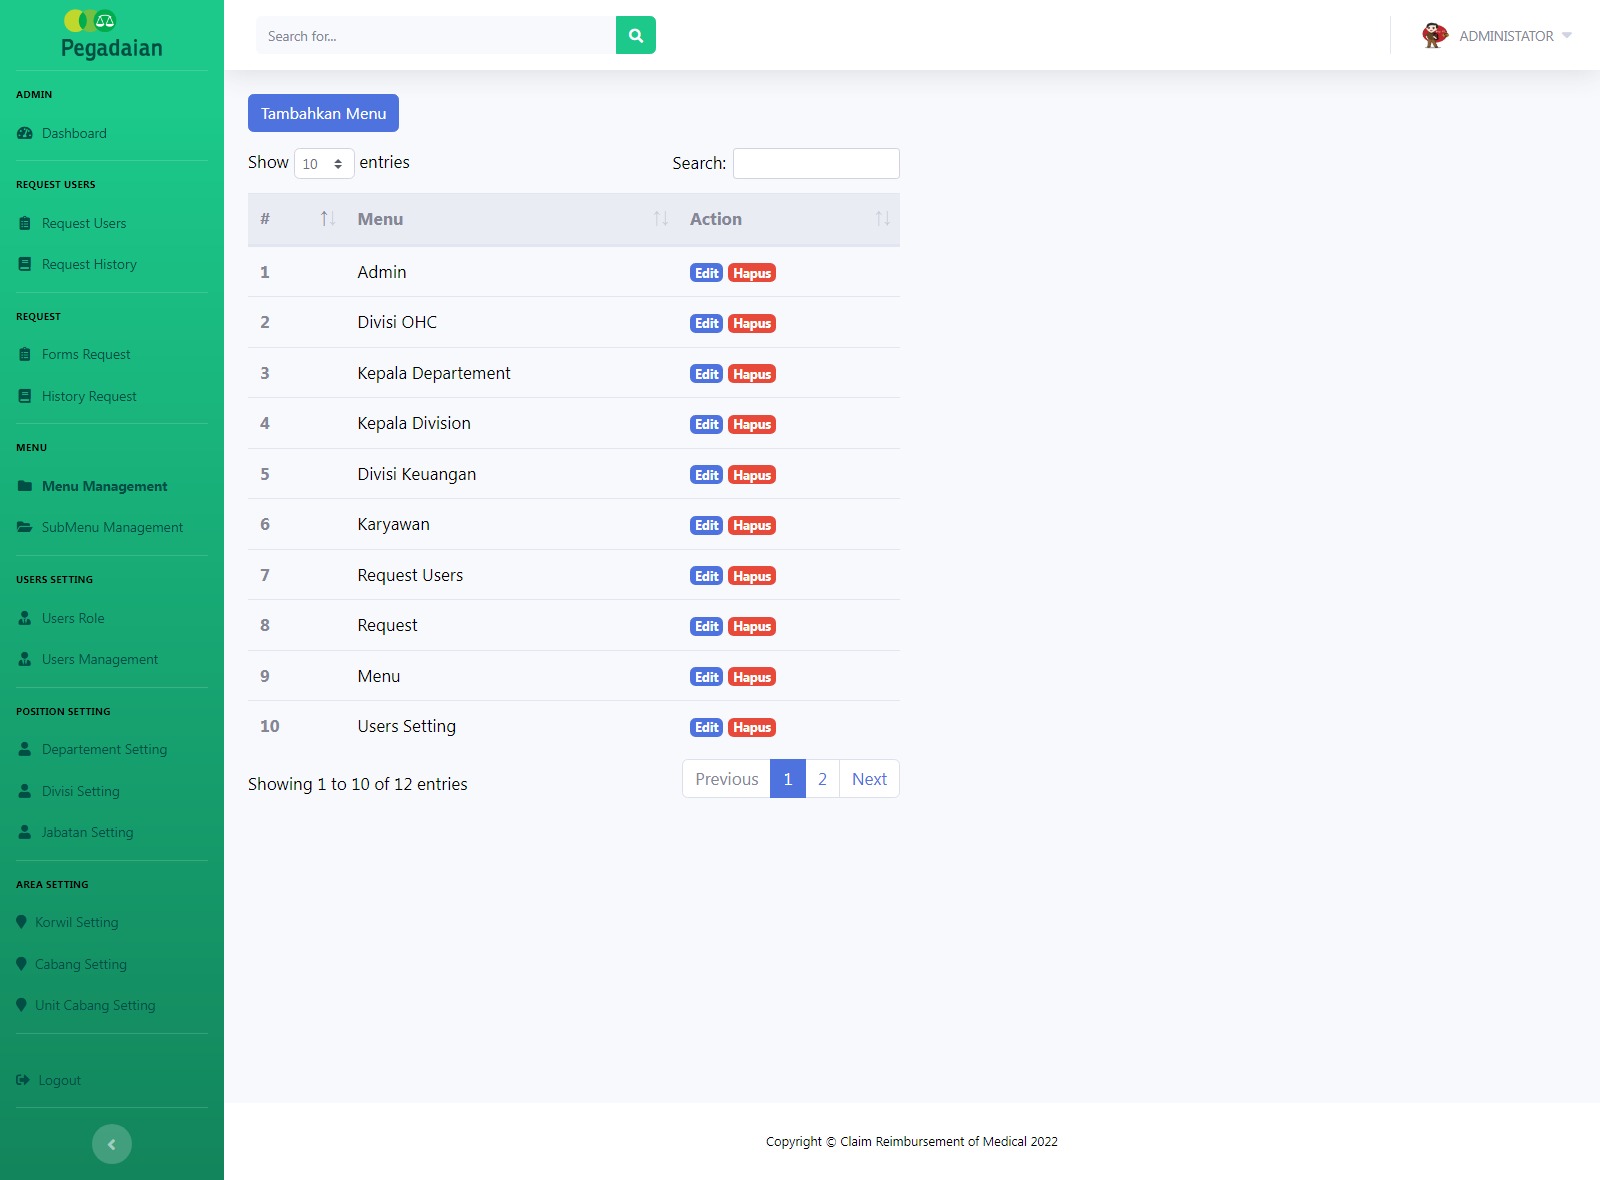 Pegadaian
ADMIN
Dashboard
REQUEST USERS
Request Users
Request History
REQUEST
Forms Request
History Request
MENU
Menu Management
SubMenu Management
USERS SETTING
Users Role
Users Management
POSITION SETTING
Departement Setting
Divisi Setting
Jabatan Setting
AREA SETTING
Korwil Setting
Cabang Setting
Unit Cabang Setting
Logout
Search for...
ADMINISTATOR
Tambahkan Menu
Show 10 entries
Search:
# Menu Action
1 Admin Edit Hapus
2 Divisi OHC Edit Hapus
3 Kepala Departement Edit Hapus
4 Kepala Division Edit Hapus
5 Divisi Keuangan Edit Hapus
6 Karyawan Edit Hapus
7 Request Users Edit Hapus
8 Request Edit Hapus
9 Menu Edit Hapus
10 Users Setting Edit Hapus
Showing 1 to 10 of 12 entries
Previous 1 2 Next
Copyright © Claim Reimbursement of Medical 2022